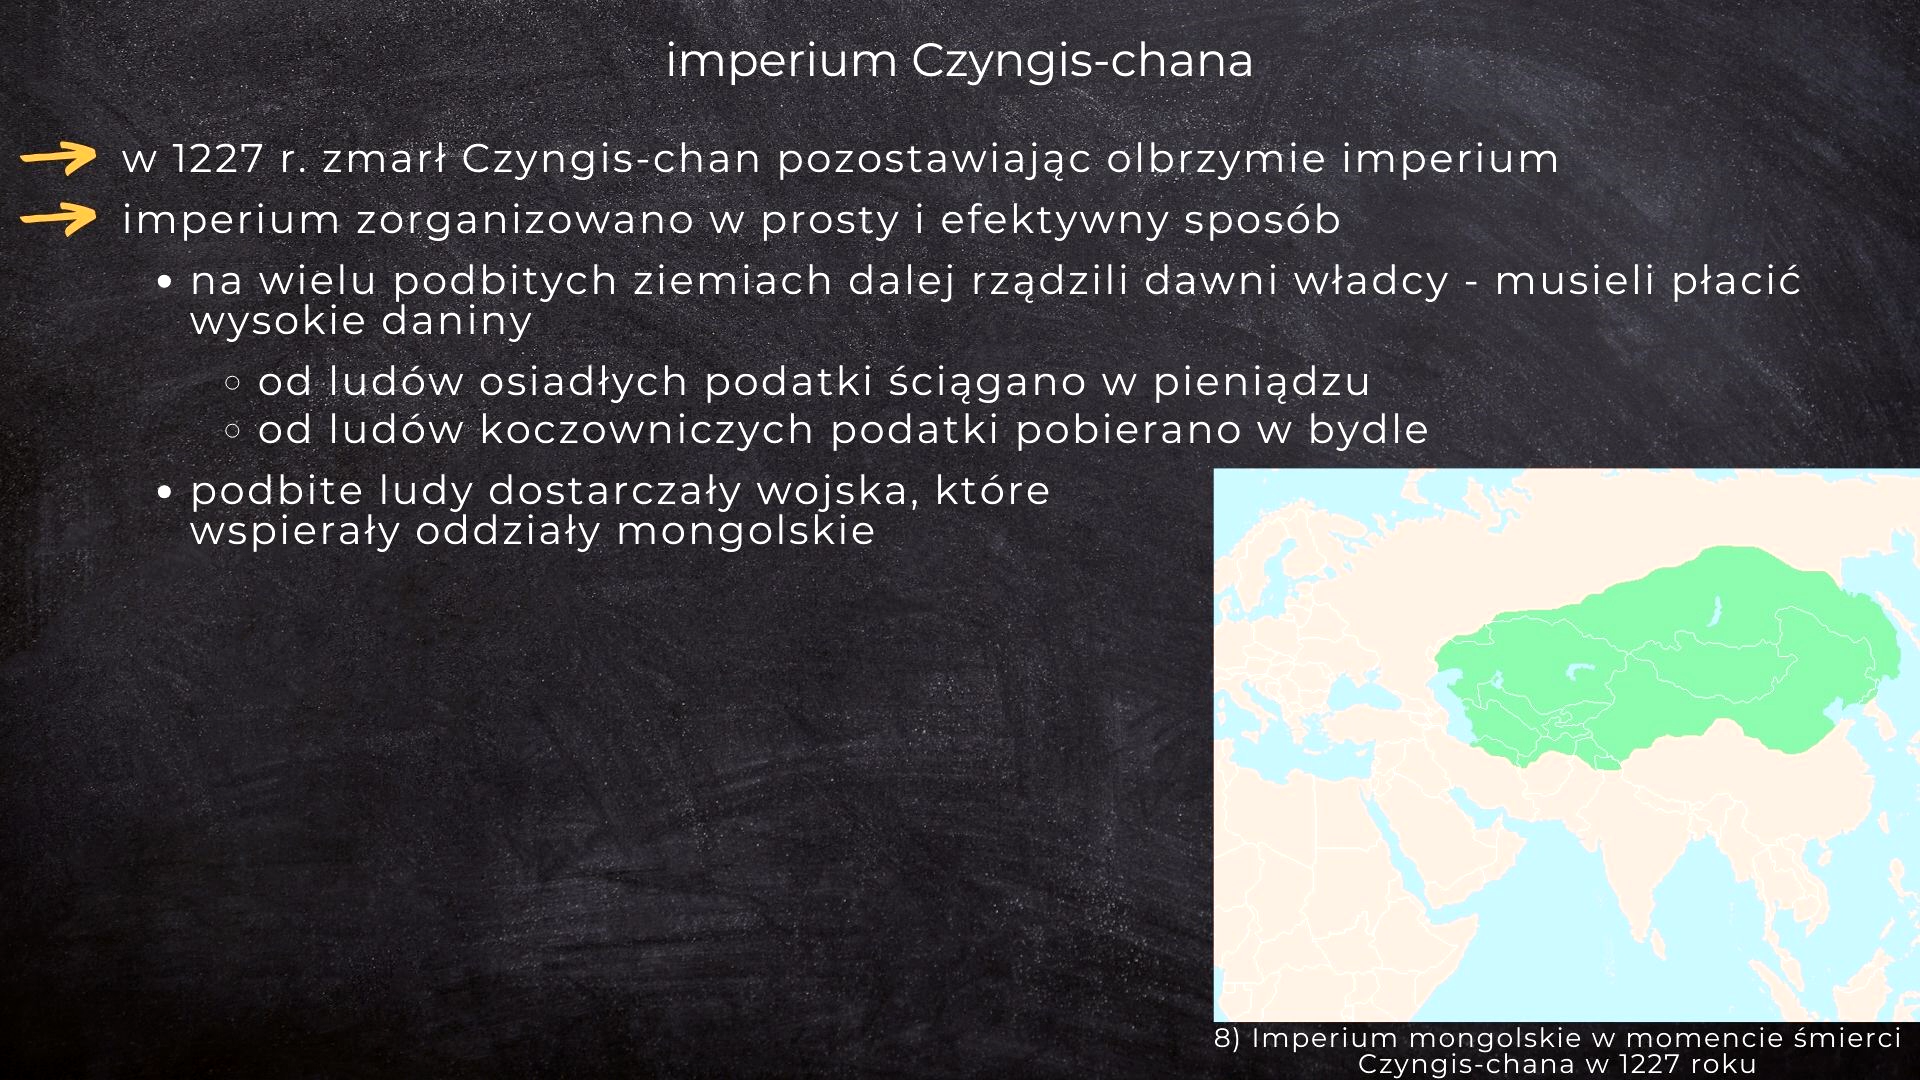 imperium Czyngis-chana
w 1227 r. zmarł Czyngis-chan pozostawiając olbrzymie imperium
imperium zorganizowano w prosty i efektywny sposób
na wielu podbitych ziemiach dalej rządzili dawni władcy - musieli płacić
wysokie daniny
od ludów osiadłych podatki ściągano w pieniądzu
od ludów koczowniczych podatki pobierano w bydle
podbite ludy dostarczały wojska, które
wspierały oddziały mongolskie
8) Imperium mongolskie w momencie śmierci
Czyngis-chana w 1227 roku